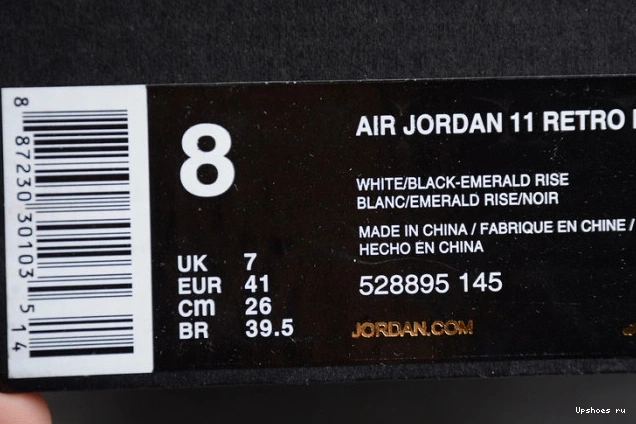 8
8 87230 30103 5 14
AIR JORDAN 11 RETRO
WHITE/BLACK-EMERALD RISE
BLANC/EMERALD RISE/NOIR
MADE IN CHINA / FABRIQUE EN CHINE /
HECHO EN CHINA
UK 7
EUR 41
cm 26
BR 39.5
528895 145
JORDAN.COM
Upshoes ru